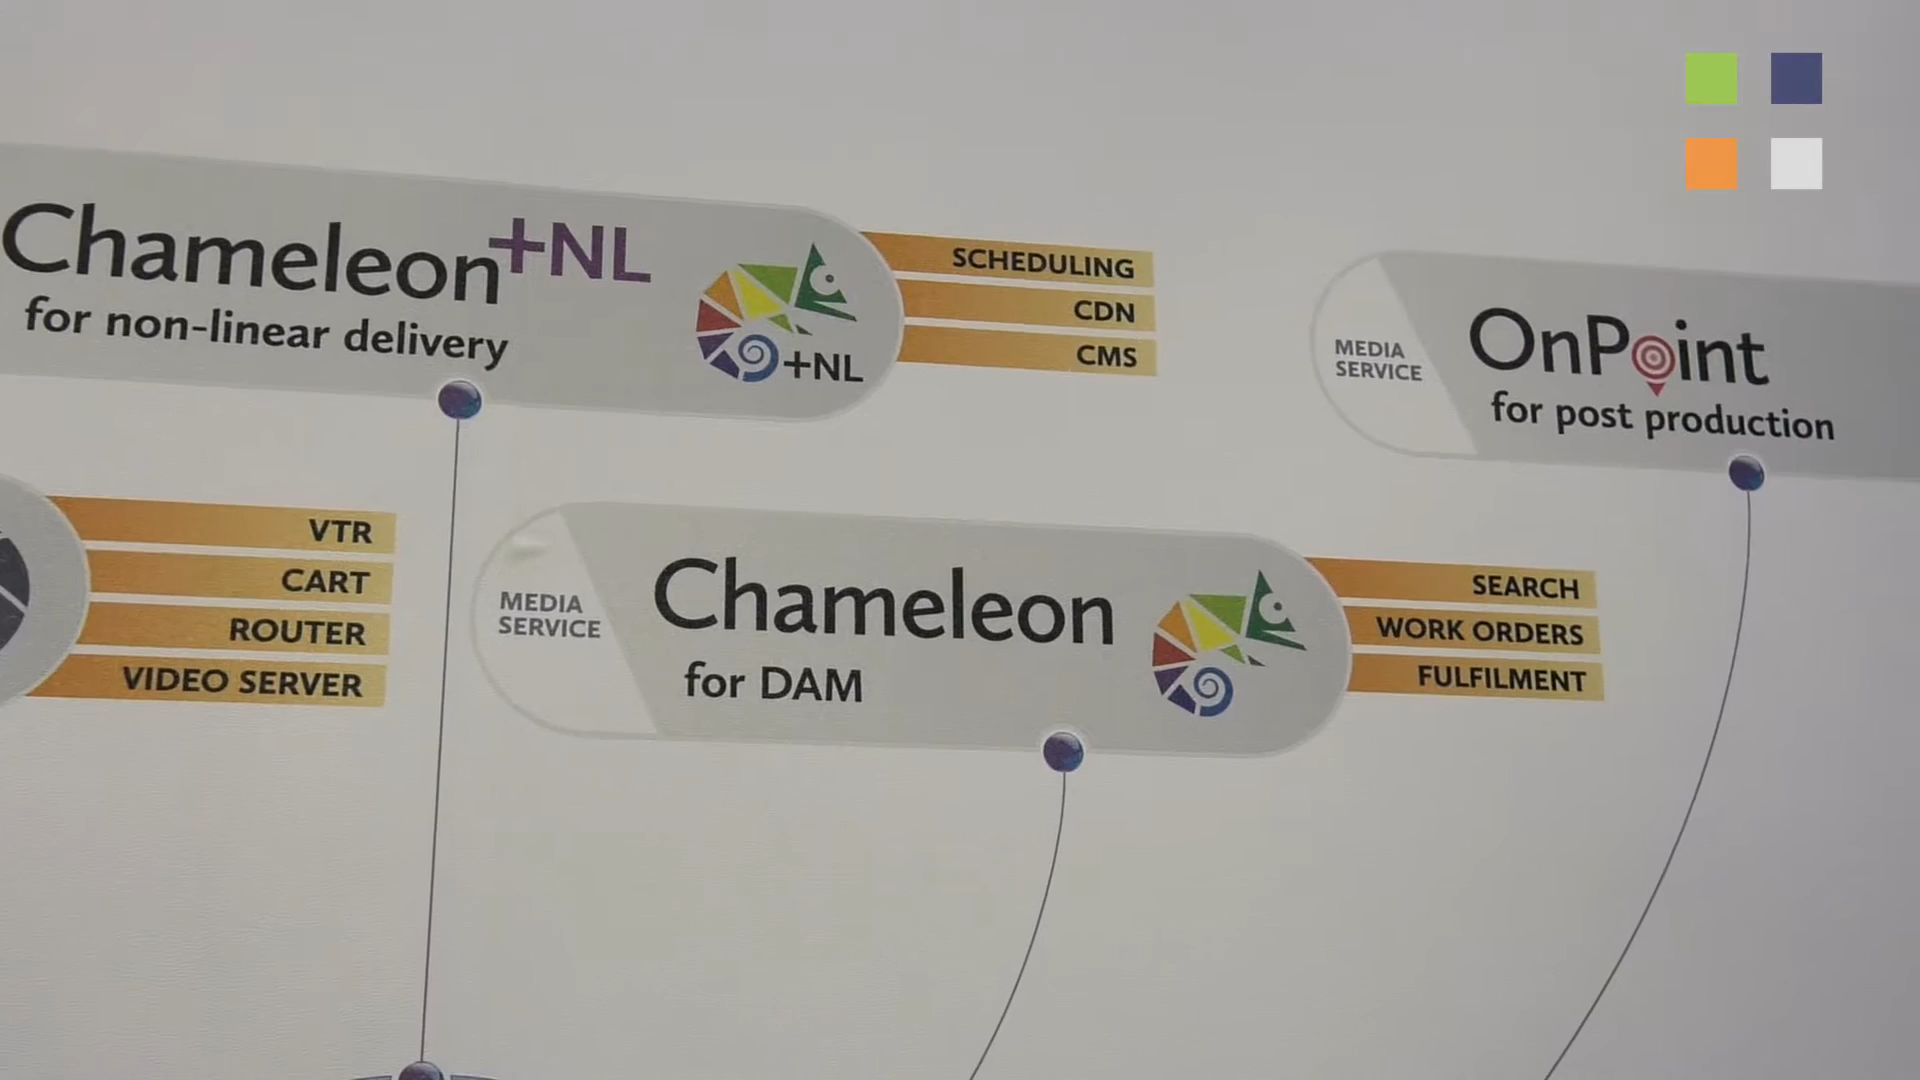 Chameleon+NL
for non-linear delivery
+NL
SCHEDULING
CDN
CMS
MEDIA
SERVICE
OnPoint
for post production
VTR
CART
ROUTER
VIDEO SERVER
MEDIA
SERVICE
Chameleon
for DAM
SEARCH
WORK ORDERS
FULFILMENT